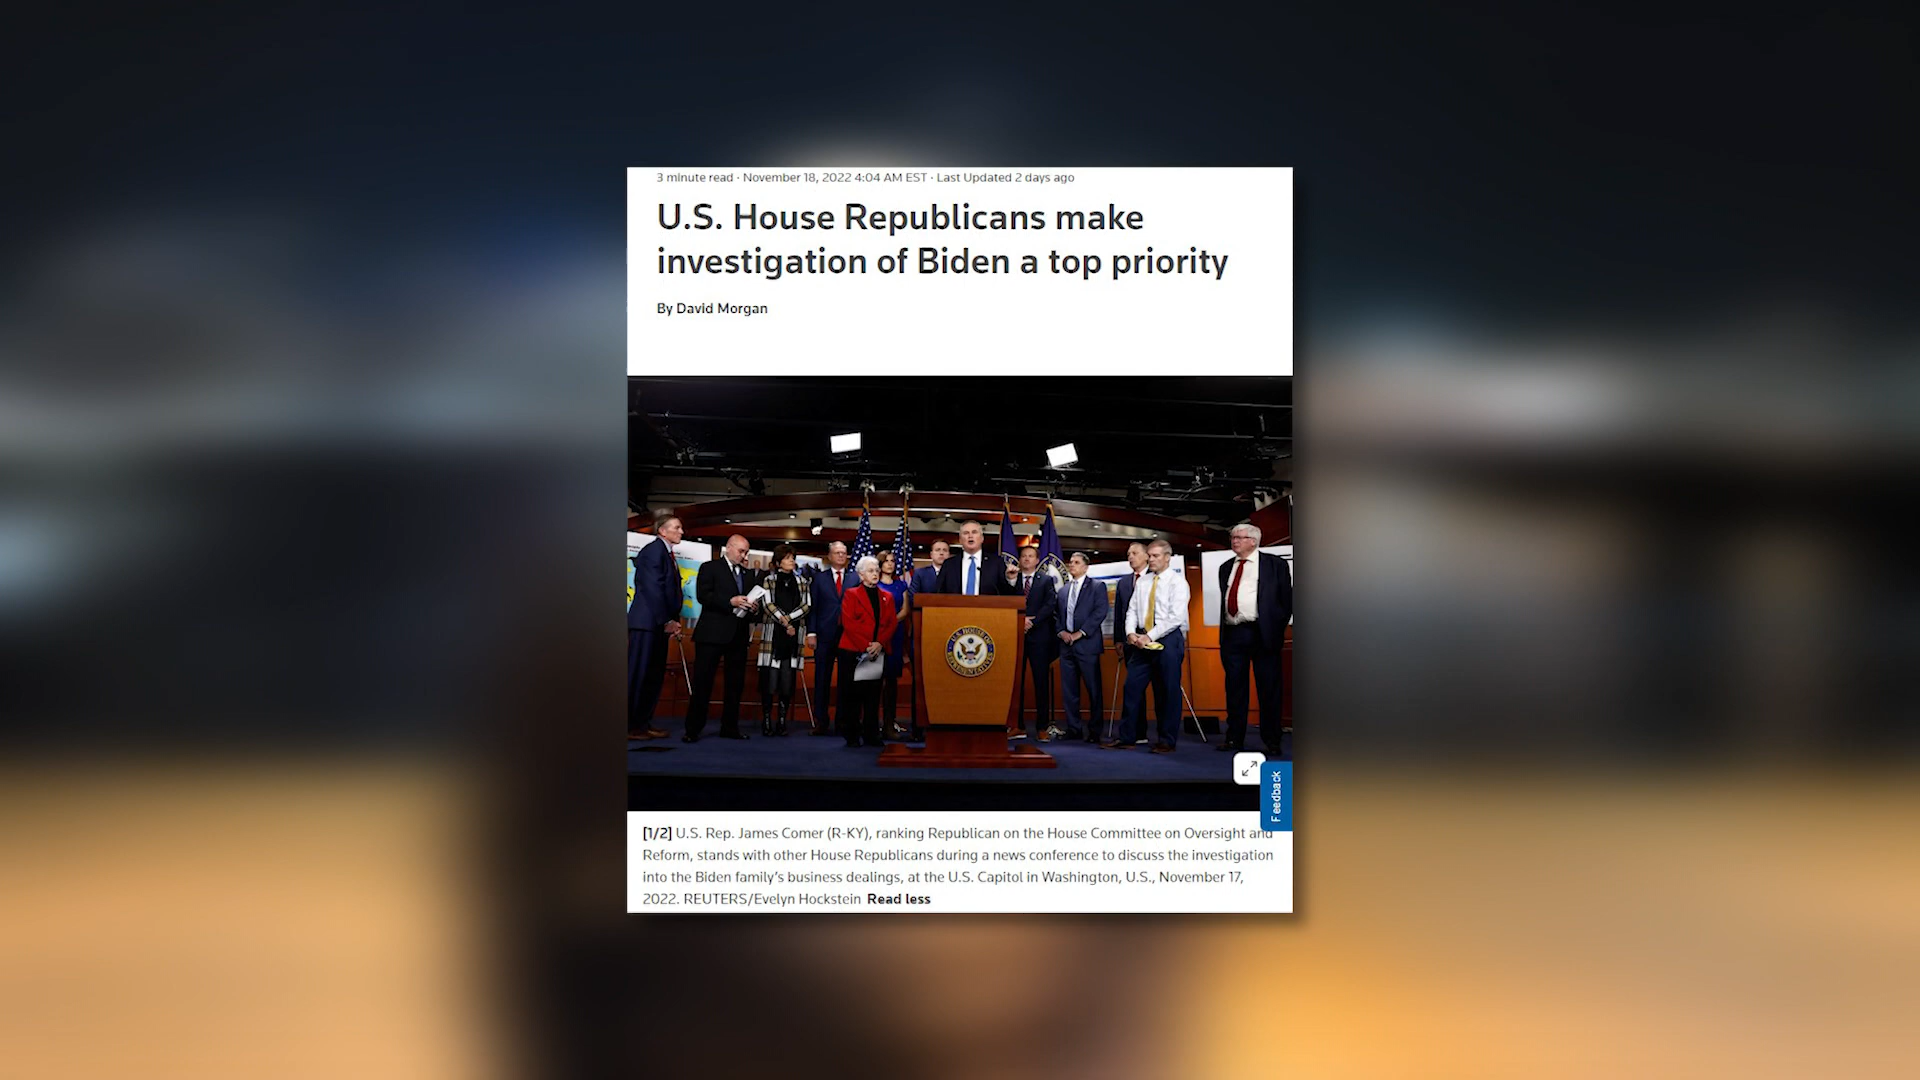 3 minute read · November 18, 2022 4:04 AM EST · Last Updated 2 days ago
U.S. House Republicans make
investigation of Biden a top priority
By David Morgan
U.S. HOUSE OF
REPRESENTATIVES
Feedback
[1/2] U.S. Rep. James Comer (R-KY), ranking Republican on the House Committee on Oversight and
Reform, stands with other House Republicans during a news conference to discuss the investigation
into the Biden family's business dealings, at the U.S. Capitol in Washington, U.S., November 17,
2022. REUTERS/Evelyn Hockstein Read less